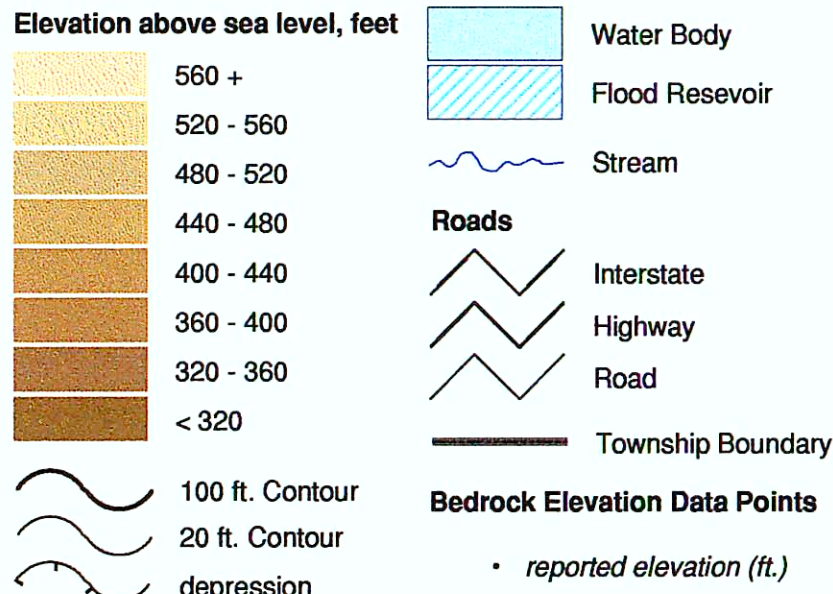 Elevation above sea level, feet
560 +
520 - 560
480 - 520
440 - 480
400 - 440
360 - 400
320 - 360
< 320
100 ft. Contour
20 ft. Contour
depression
Water Body
Flood Resevoir
Stream
Roads
Interstate
Highway
Road
Township Boundary
Bedrock Elevation Data Points
• reported elevation (ft.)